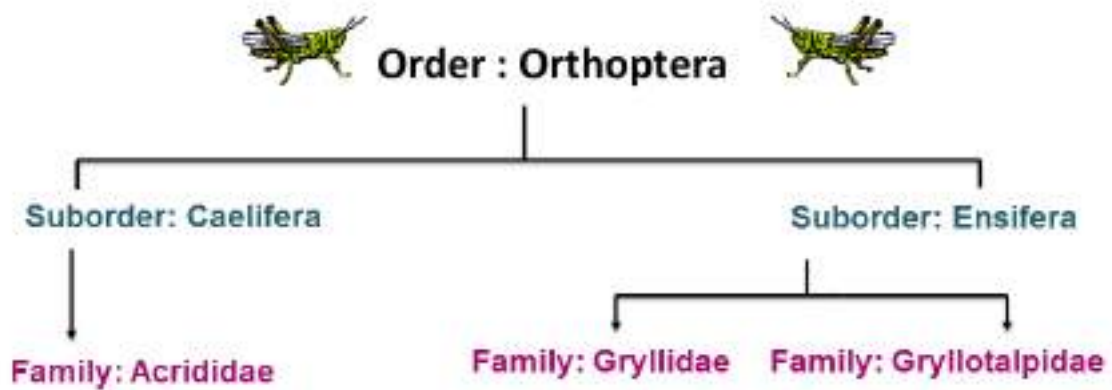 Order : Orthoptera
Suborder: Caelifera
Suborder: Ensifera
Family: Acrididae
Family: Gryllidae
Family: Gryllotalpidae